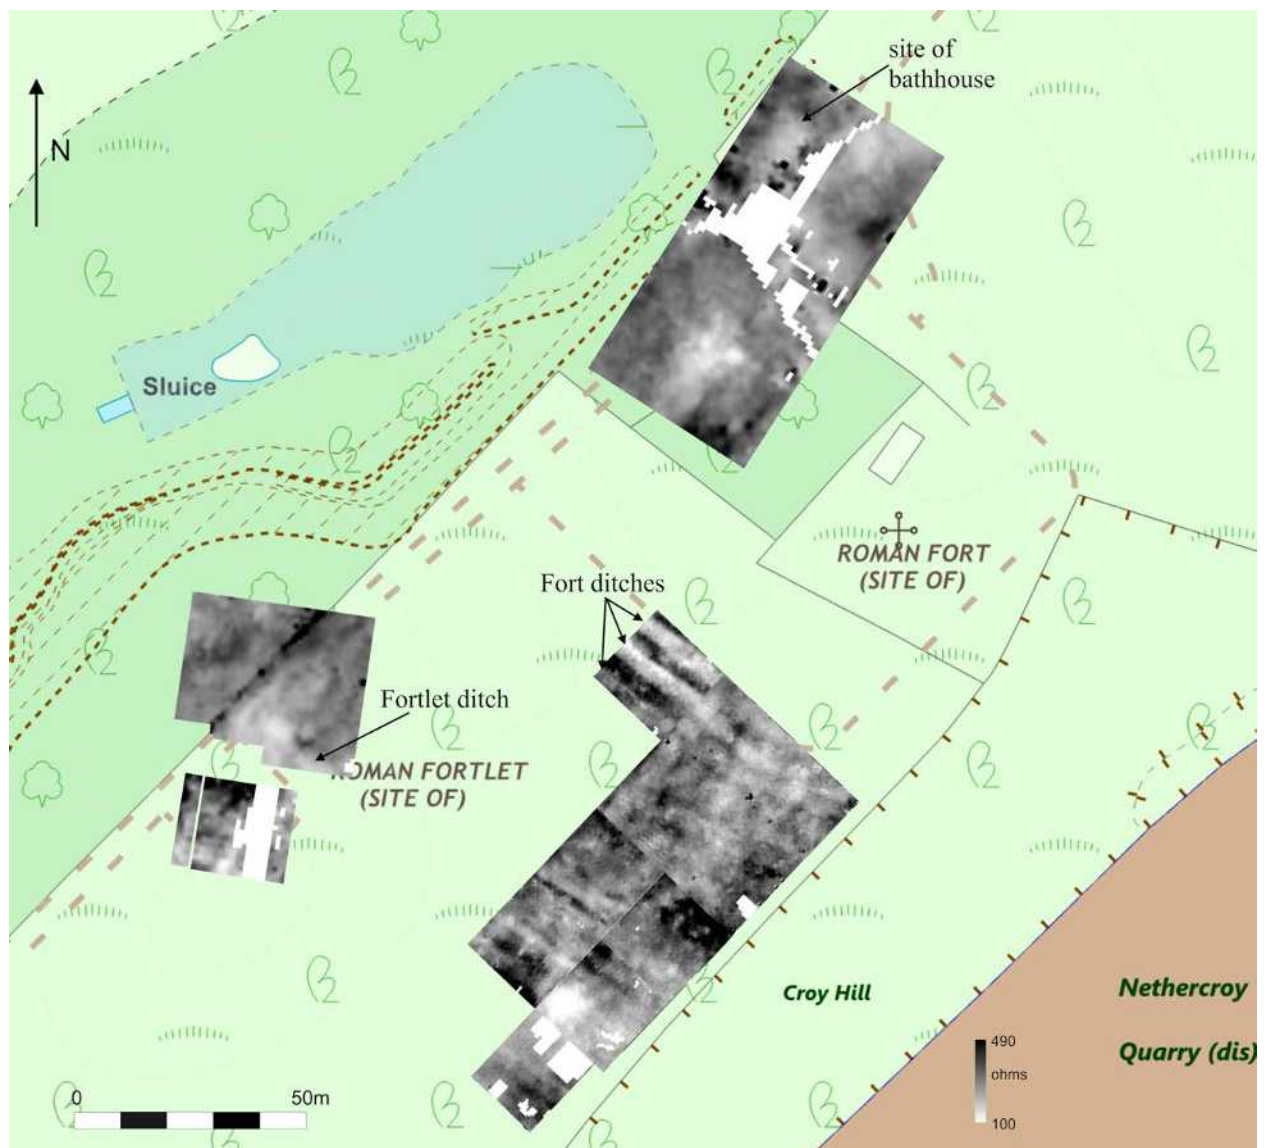 site of
bathhouse
N
Sluice
Fort ditches
ROMAN FORT
(SITE OF)
Fortlet ditch
ROMAN FORTLET
(SITE OF)
Croy Hill
Nethercroy
Quarry (dis)
490
ohms
100
0
50m